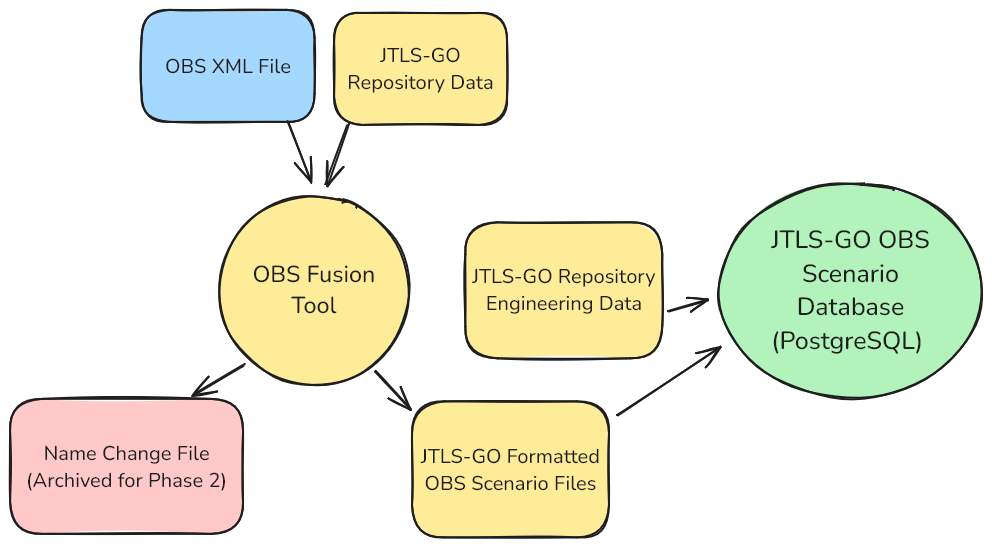 OBS XML File
JTLS-GO
Repository Data
OBS Fusion
Tool
JTLS-GO Repository
Engineering Data
JTLS-GO OBS
Scenario
Database
(PostgreSQL)
Name Change File
(Archived for Phase 2)
JTLS-GO Formatted
OBS Scenario Files